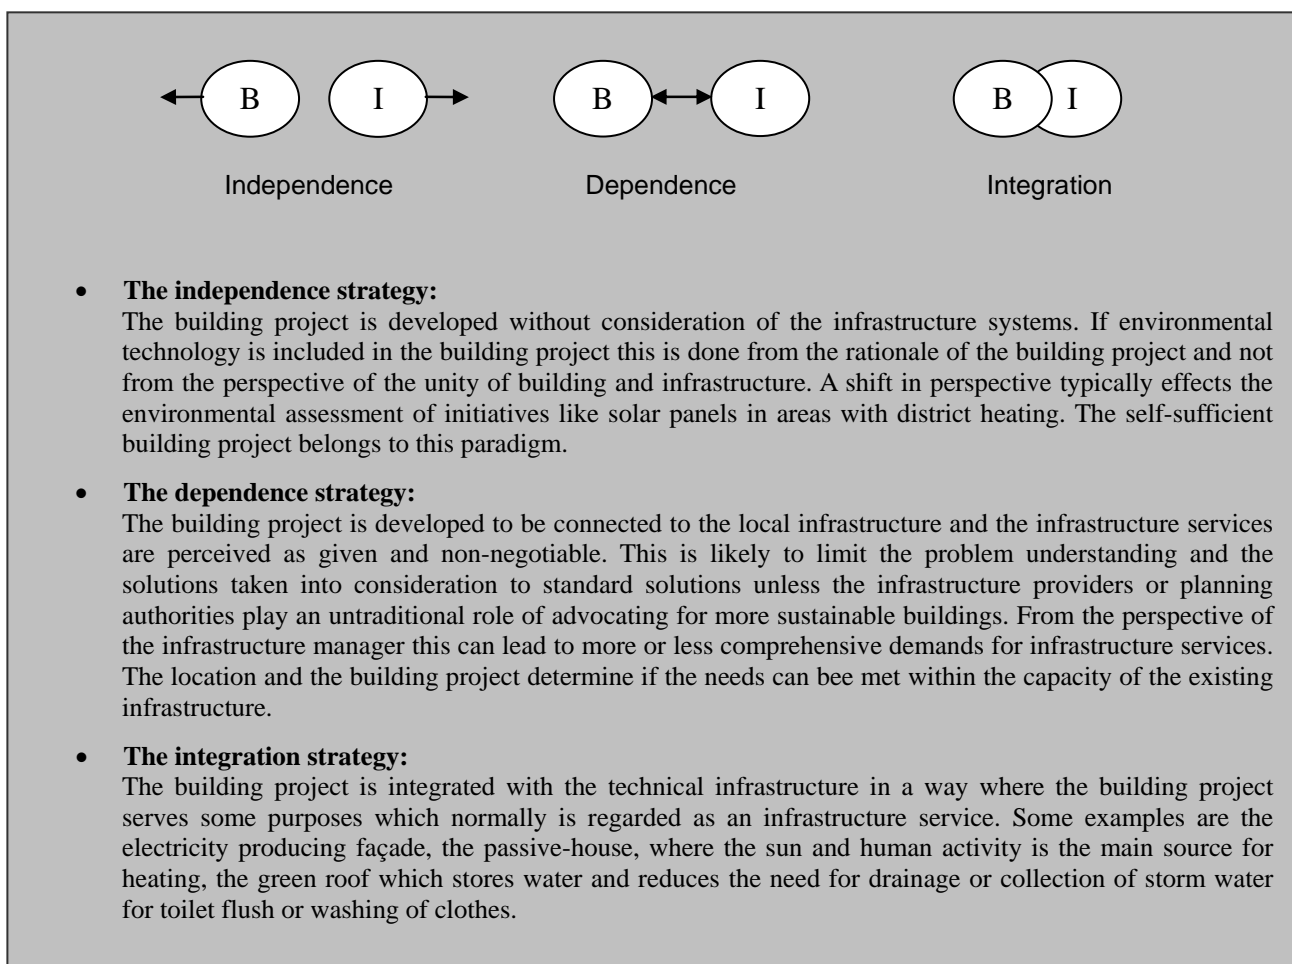 B I B I B I
Independence Dependence Integration
• The independence strategy:
The building project is developed without consideration of the infrastructure systems. If environmental
technology is included in the building project this is done from the rationale of the building project and not
from the perspective of the unity of building and infrastructure. A shift in perspective typically effects the
environmental assessment of initiatives like solar panels in areas with district heating. The self-sufficient
building project belongs to this paradigm.
• The dependence strategy:
The building project is developed to be connected to the local infrastructure and the infrastructure services
are perceived as given and non-negotiable. This is likely to limit the problem understanding and the
solutions taken into consideration to standard solutions unless the infrastructure providers or planning
authorities play an untraditional role of advocating for more sustainable buildings. From the perspective of
the infrastructure manager this can lead to more or less comprehensive demands for infrastructure services.
The location and the building project determine if the needs can bee met within the capacity of the existing
infrastructure.
• The integration strategy:
The building project is integrated with the technical infrastructure in a way where the building project
serves some purposes which normally is regarded as an infrastructure service. Some examples are the
electricity producing façade, the passive-house, where the sun and human activity is the main source for
heating, the green roof which stores water and reduces the need for drainage or collection of storm water
for toilet flush or washing of clothes.